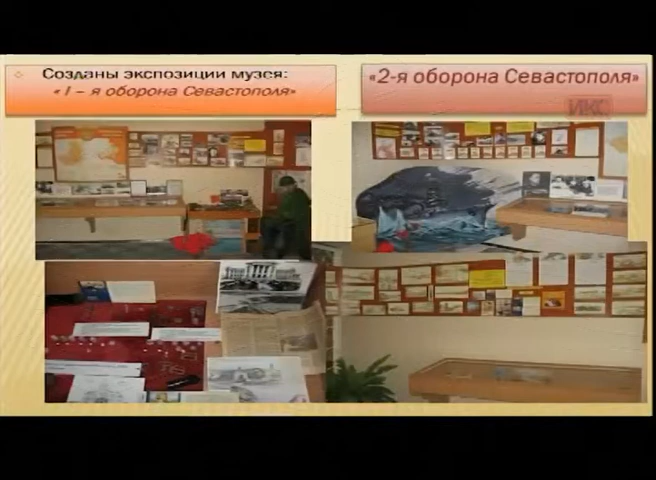 Созданы экспозиции музея:
«I – я оборона Севастополя»
«2-я оборона Севастополя»
ИКС